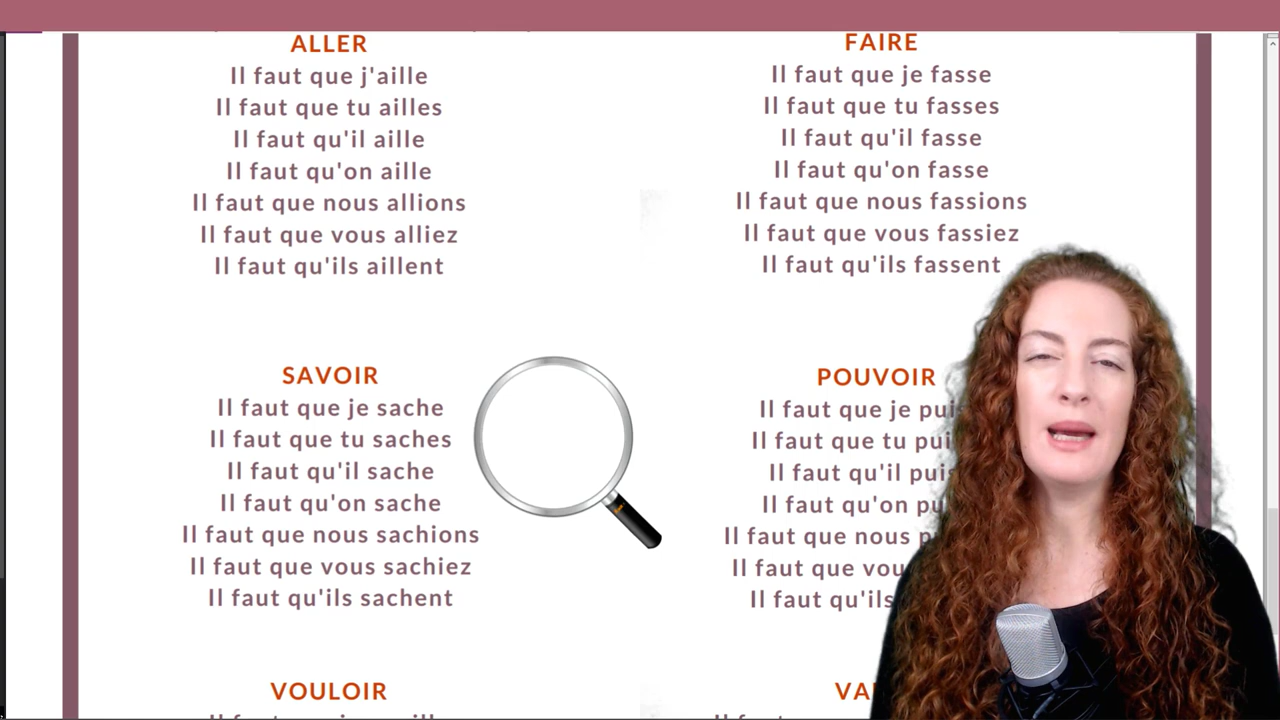 ALLER
Il faut que j'aille
Il faut que tu ailles
Il faut qu'il aille
Il faut qu'on aille
Il faut que nous allions
Il faut que vous alliez
Il faut qu'ils aillent
FAIRE
Il faut que je fasse
Il faut que tu fasses
Il faut qu'il fasse
Il faut qu'on fasse
Il faut que nous fassions
Il faut que vous fassiez
Il faut qu'ils fassent
SAVOIR
Il faut que je sache
Il faut que tu saches
Il faut qu'il sache
Il faut qu'on sache
Il faut que nous sachions
Il faut que vous sachiez
Il faut qu'ils sachent
POUVOIR
Il faut que je
Il faut que tu
Il faut qu'il
Il faut qu'on
Il faut que nous
Il faut que
Il faut qu'ils
VOULOIR